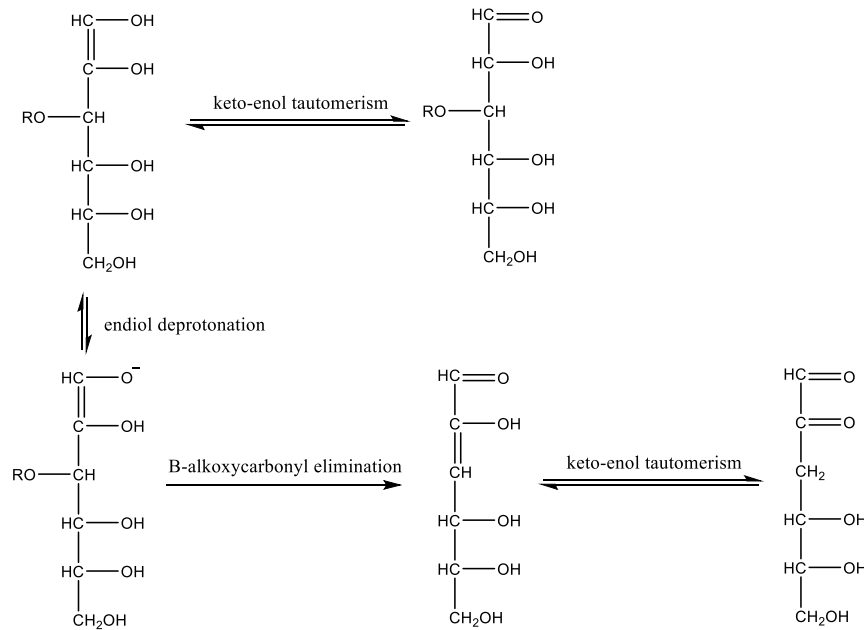 HC OH
C OH
RO CH
HC OH
HC OH
CH₂OH
keto-enol tautomerism
HC O
HC OH
RO CH
HC OH
HC OH
CH₂OH
endiol deprotonation
HC O⁻
C OH
RO CH
HC OH
HC OH
CH₂OH
B-alkoxycarbonyl elimination
HC O
C OH
CH
HC OH
HC OH
CH₂OH
keto-enol tautomerism
HC O
C O
CH₂
HC OH
HC OH
CH₂OH